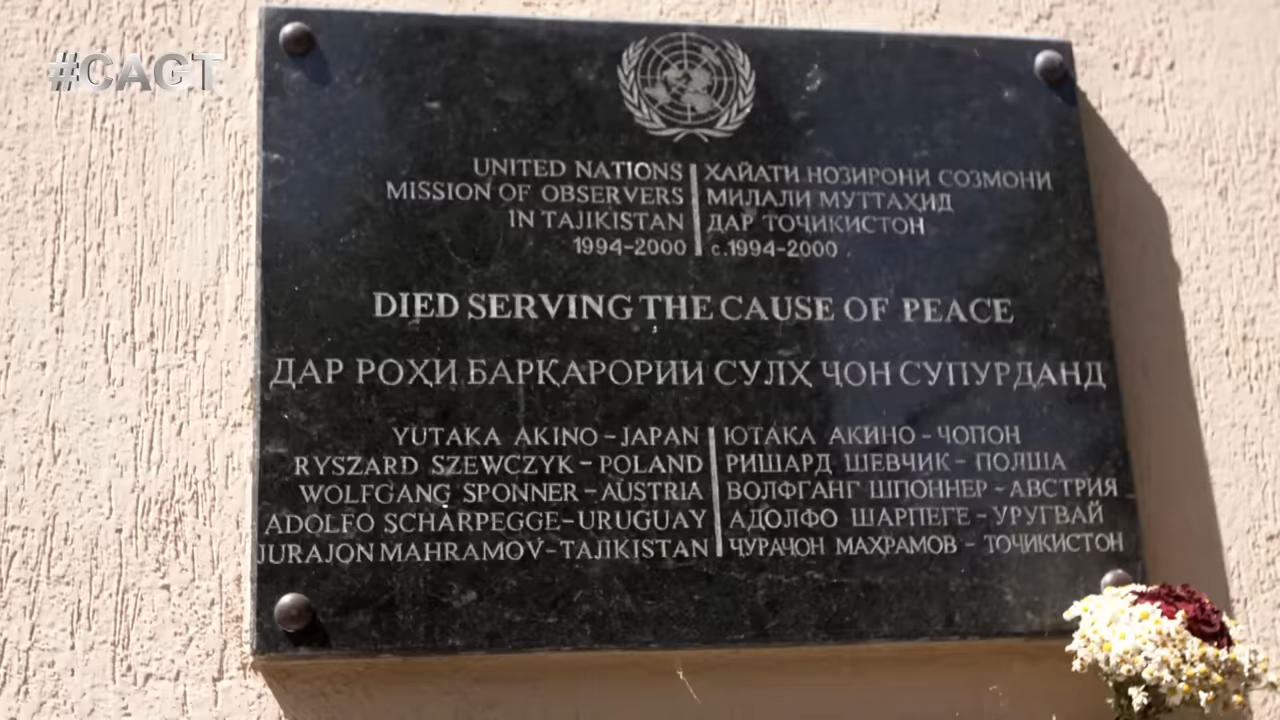 #CAGT
UNITED NATIONS
MISSION OF OBSERVERS
IN TAJIKISTAN
1994-2000
ҲАЙАТИ НОЗИРОНИ СОЗМОНИ
МИЛАЛИ МУТТАҲИД
ДАР ТОҶИКИСТОН
с.1994-2000
DIED SERVING THE CAUSE OF PEACE
ДАР РОҲИ БАРҚАРОРИИ СУЛҲ ҶОН СУПУРДАНД
YUTAKA AKINO – JAPAN
RYSZARD SZEWCZYK – POLAND
WOLFGANG SPONNER – AUSTRIA
ADOLFO SCHARPEGGE – URUGUAY
JURAJON MAHRAMOV – TAJIKISTAN
ЮТАКА АКИНО – ҶОПОН
РИШАРД ШЕВЧИК – ПОЛША
ВОЛФГАНГ ШПОННЕР – АВСТРИЯ
АДОЛФО ШАРПЕГЕ – УРУГВАЙ
ҶУРАҶОН МАҲРАМОВ – ТОҶИКИСТОН